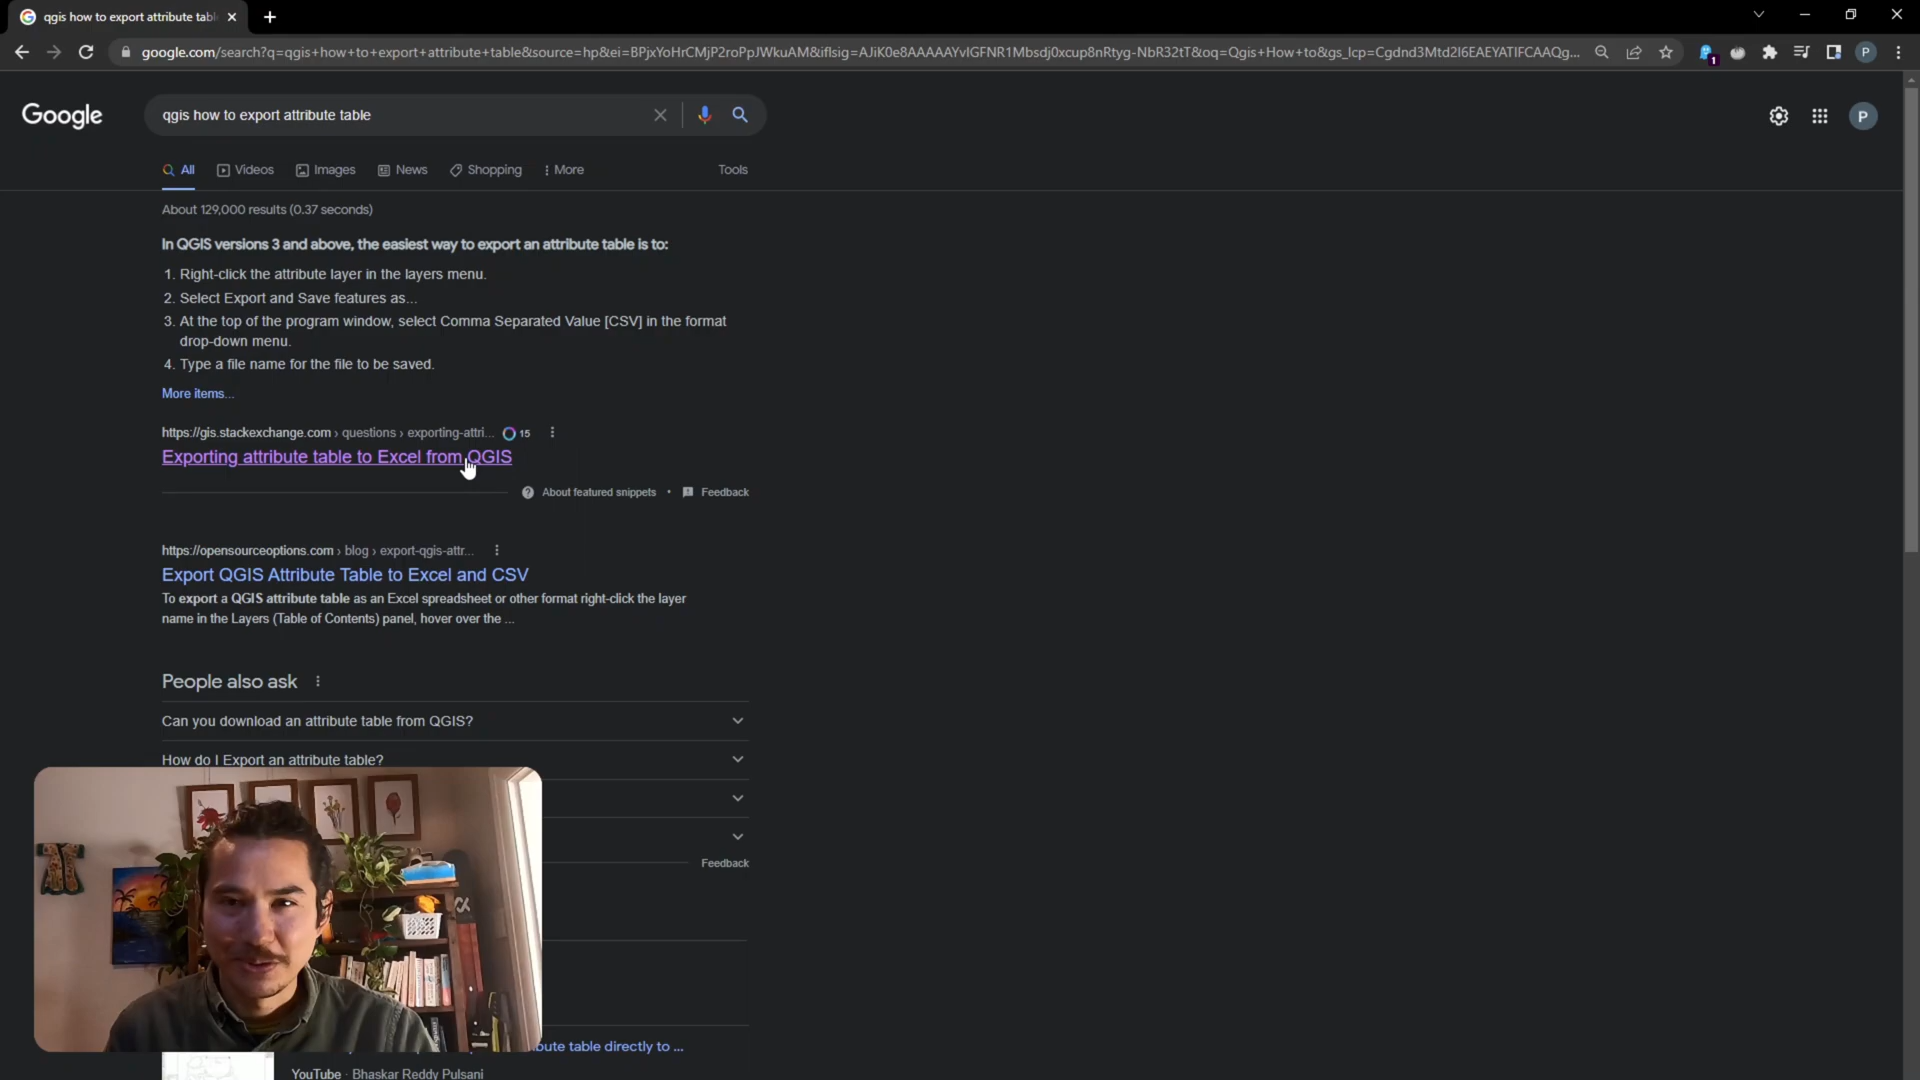 qgis how to export attribute tabl
google.com/search?q=qgis+how+to+export+attribute+table&source=hp&ei=BPjxYoHrCMjP2roPpJWkuAM&iflsig=AJiK0e8AAAAAYvIGFNR1Mbsdj0xcup8nRtyg-NbR32tT&oq=Qgis+How+to&gs_lcp=Cgdnd3Mtd2l6EAEYATIFCAAQg...
1
P
Google
qgis how to export attribute table
P
All
Videos
Images
News
Shopping
More
Tools
About 129,000 results (0.37 seconds)
In QGIS versions 3 and above, the easiest way to export an attribute table is to:
1. Right-click the attribute layer in the layers menu.
2. Select Export and Save features as...
3. At the top of the program window, select Comma Separated Value [CSV] in the format
drop-down menu.
4. Type a file name for the file to be saved.
More items...
https://gis.stackexchange.com › questions › exporting-attri... 15
Exporting attribute table to Excel from QGIS
About featured snippets • Feedback
https://opensourceoptions.com › blog › export-qgis-attr...
Export QGIS Attribute Table to Excel and CSV
To export a QGIS attribute table as an Excel spreadsheet or other format right-click the layer
name in the Layers (Table of Contents) panel, hover over the ...
People also ask
Can you download an attribute table from QGIS?
How do I Export an attribute table?
Feedback
bute table directly to ...
YouTube · Bhaskar Reddy Pulsani